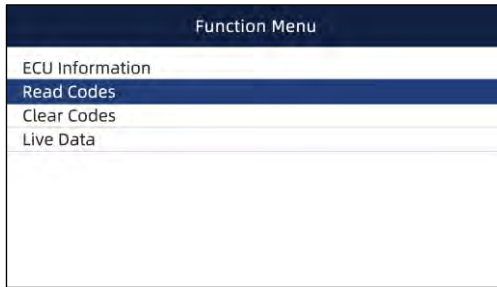 Function Menu
ECU Information
Read Codes
Clear Codes
Live Data